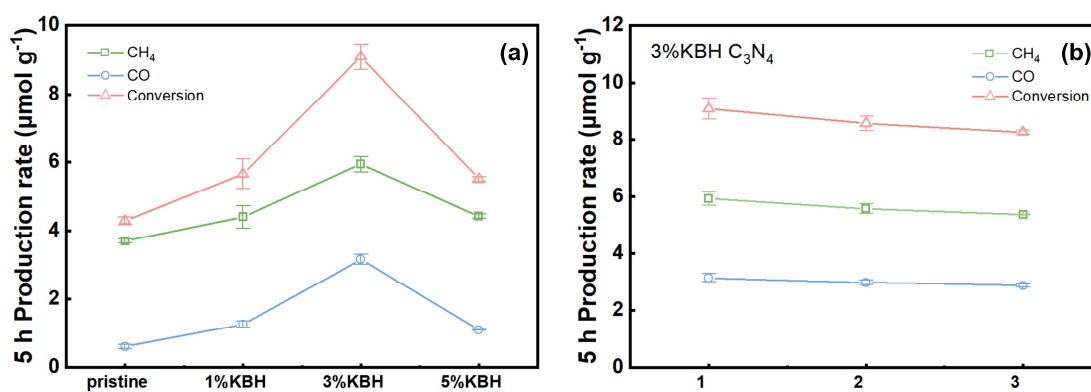 5 h Production rate (μmol g⁻¹)
10
8
6
4
2
0
CH₄
CO
Conversion
(a)
pristine 1%KBH 3%KBH 5%KBH
5 h Production rate (μmol g⁻¹)
12
10
8
6
4
2
0
3%KBH C₃N₄
CH₄
CO
Conversion
(b)
1 2 3